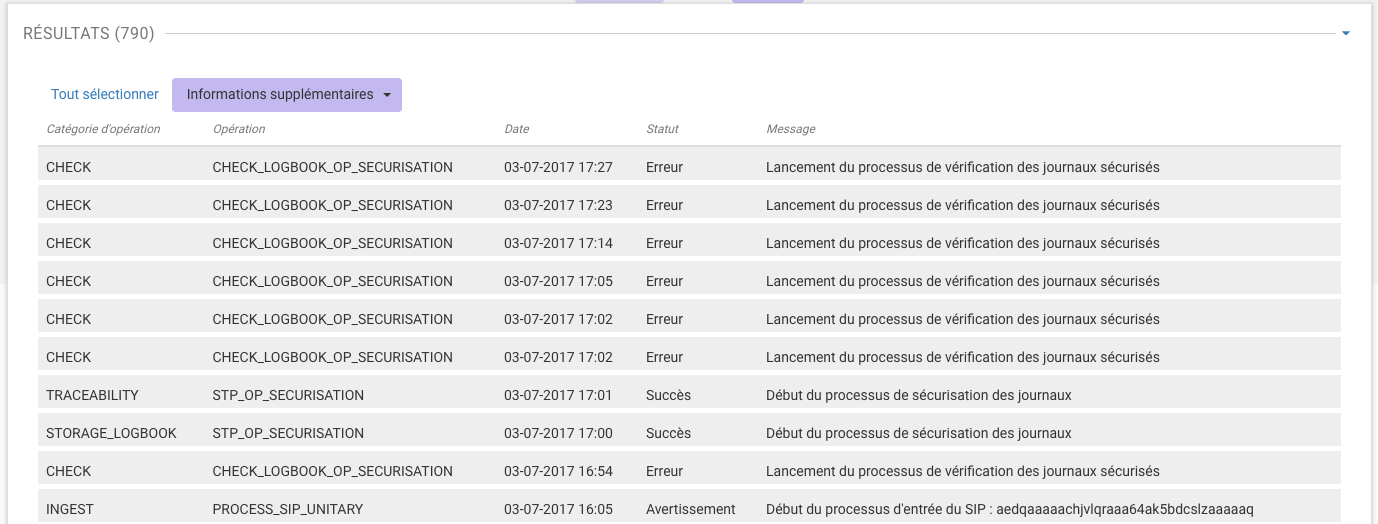 RÉSULTATS (790)
Tout sélectionner Informations supplémentaires
Catégorie d'opération Opération Date Statut Message
CHECK CHECK_LOGBOOK_OP_SECURISATION 03-07-2017 17:27 Erreur Lancement du processus de vérification des journaux sécurisés
CHECK CHECK_LOGBOOK_OP_SECURISATION 03-07-2017 17:23 Erreur Lancement du processus de vérification des journaux sécurisés
CHECK CHECK_LOGBOOK_OP_SECURISATION 03-07-2017 17:14 Erreur Lancement du processus de vérification des journaux sécurisés
CHECK CHECK_LOGBOOK_OP_SECURISATION 03-07-2017 17:05 Erreur Lancement du processus de vérification des journaux sécurisés
CHECK CHECK_LOGBOOK_OP_SECURISATION 03-07-2017 17:02 Erreur Lancement du processus de vérification des journaux sécurisés
CHECK CHECK_LOGBOOK_OP_SECURISATION 03-07-2017 17:02 Erreur Lancement du processus de vérification des journaux sécurisés
TRACEABILITY STP_OP_SECURISATION 03-07-2017 17:01 Succès Début du processus de sécurisation des journaux
STORAGE_LOGBOOK STP_OP_SECURISATION 03-07-2017 17:00 Succès Début du processus de sécurisation des journaux
CHECK CHECK_LOGBOOK_OP_SECURISATION 03-07-2017 16:54 Erreur Lancement du processus de vérification des journaux sécurisés
INGEST PROCESS_SIP_UNITARY 03-07-2017 16:05 Avertissement Début du processus d'entrée du SIP : aedqaaaaachjvlqraaa64ak5bdcslzaaaaaq